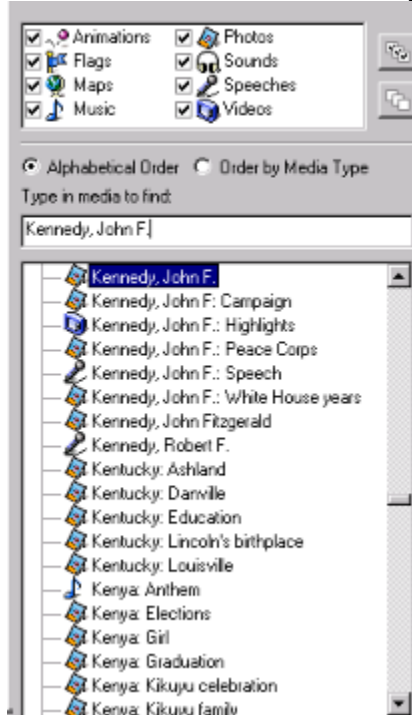 Animations Photos
Flags Sounds
Maps Speeches
Music Videos
Alphabetical Order Order by Media Type
Type in media to find:
Kennedy, John F.
Kennedy, John F.
Kennedy, John F: Campaign
Kennedy, John F.: Highlights
Kennedy, John F.: Peace Corps
Kennedy, John F.: Speech
Kennedy, John F.: White House years
Kennedy, John Fitzgerald
Kennedy, Robert F.
Kentucky: Ashland
Kentucky: Danville
Kentucky: Education
Kentucky: Lincoln's birthplace
Kentucky: Louisville
Kenya: Anthem
Kenya: Elections
Kenya: Girl
Kenya: Graduation
Kenya: Kikuyu celebration
Kenya: Kikuyu family